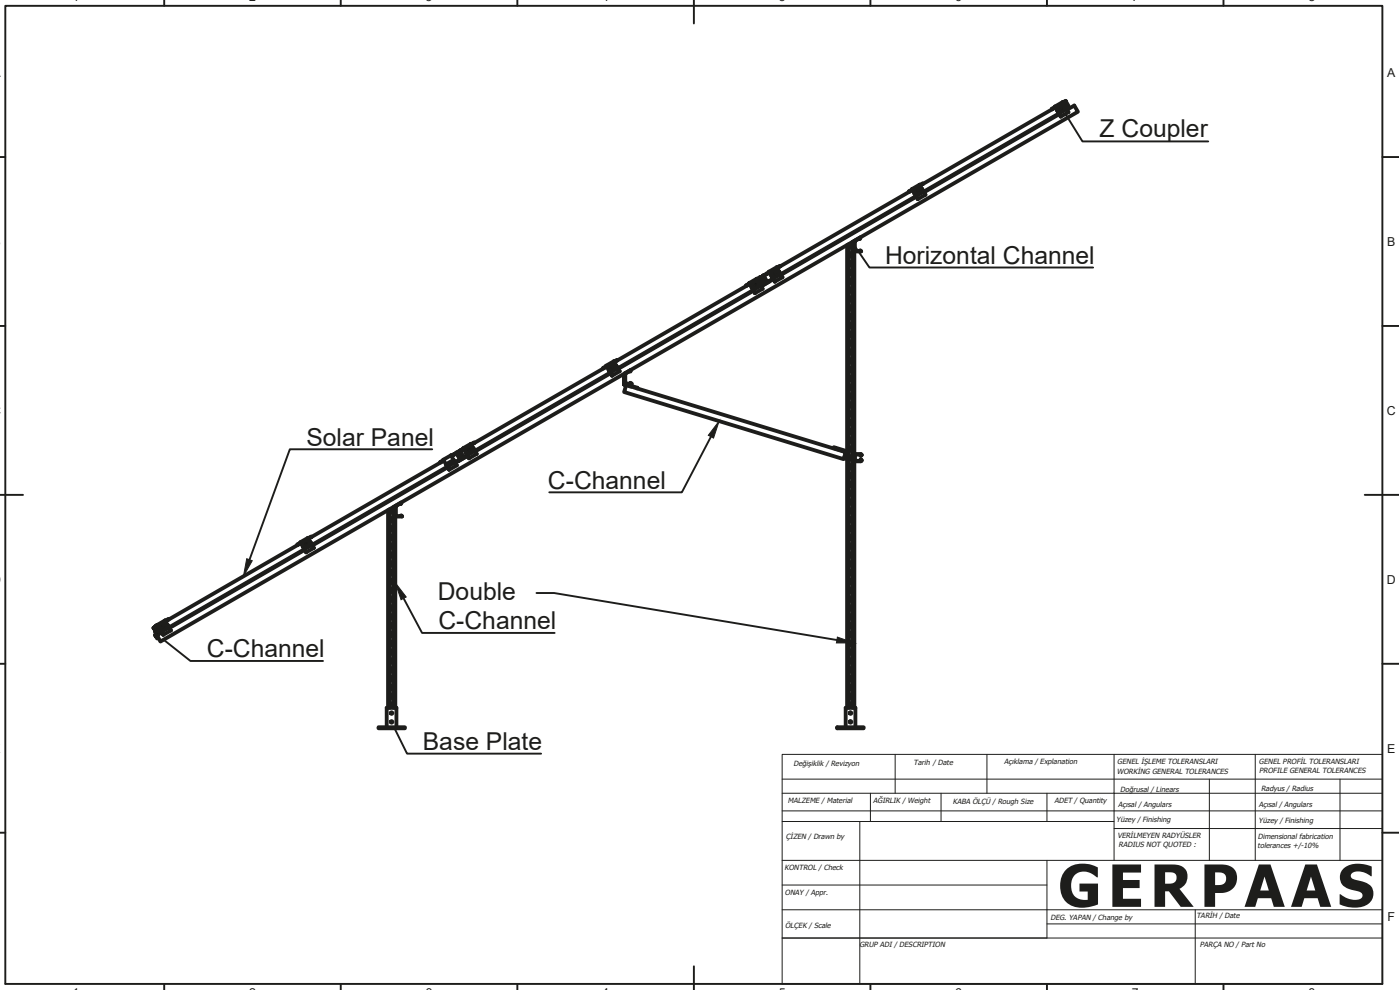 A
Z Coupler
B
Horizontal Channel
C
Solar Panel
C-Channel
D
Double
C-Channel
C-Channel
Base Plate
E
Değişiklik / Revizyon
Tarih / Date
Açıklama / Explanation
GENEL İŞLEME TOLERANSLARI
WORKING GENERAL TOLERANCES
GENEL PROFİL TOLERANSLARI
PROFILE GENERAL TOLERANCES
Doğrusal / Linears
Radyus / Radius
MALZEME / Material
AĞIRLIK / Weight
KABA ÖLÇÜ / Rough Size
ADET / Quantity
Açısal / Angulars
Açısal / Angulars
Yüzey / Finishing
Yüzey / Finishing
ÇİZEN / Drawn by
VERİLMEYEN RADYÜSLER
RADIUS NOT QUOTED :
Dimensional fabrication
tolerances +/-10%
KONTROL / Check
GERPAAS
ONAY / Appr.
DEG. YAPAN / Change by
TARİH / Date
F
ÖLÇEK / Scale
GRUP ADI / DESCRIPTION
PARÇA NO / Part No